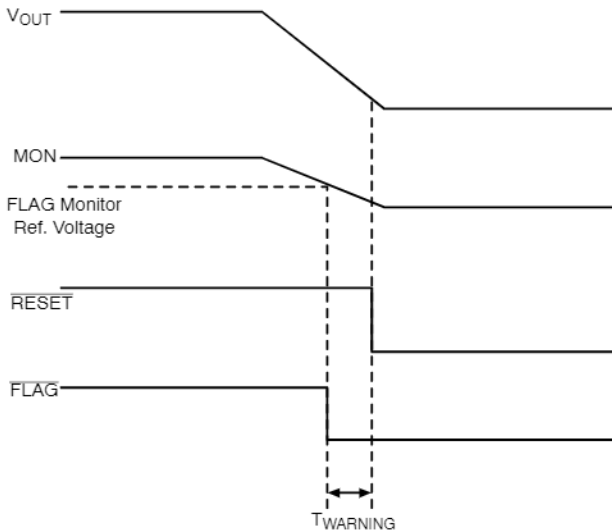 VOUT
MON
FLAG Monitor
Ref. Voltage
RESET
FLAG
TWARNING